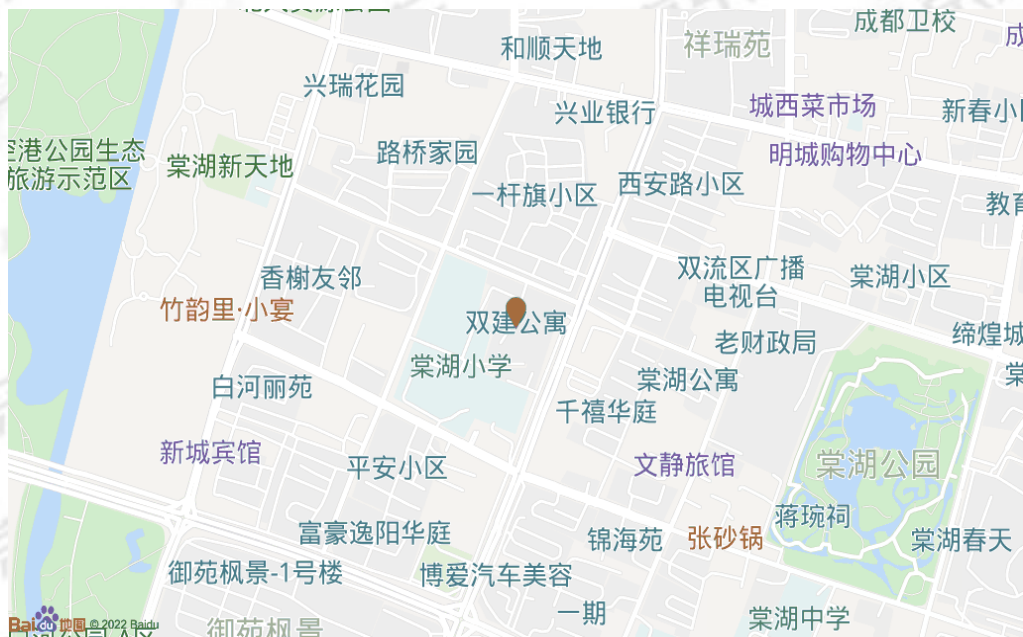 成都卫校
祥瑞苑
和顺天地
兴瑞花园
城西菜市场
兴业银行
新春小
路桥家园
明城购物中心
港公园生态
旅游示范区
棠湖新天地
西安路小区
一杆旗小区
教育
双流区广播
电视台
香榭友邻
棠湖小区
竹韵里·小宴
双建公寓
老财政局
缔煌城
棠湖小学
棠湖公寓
棠
白河丽苑
千禧华庭
新城宾馆
平安小区
文静旅馆
棠湖公园
蒋琬祠
富豪逸阳华庭
锦海苑
张砂锅
棠湖春天
御苑枫景-1号楼
博爱汽车美容
一期
棠湖中学
Bai du 地图 © 2022 Baidu
御苑枫景